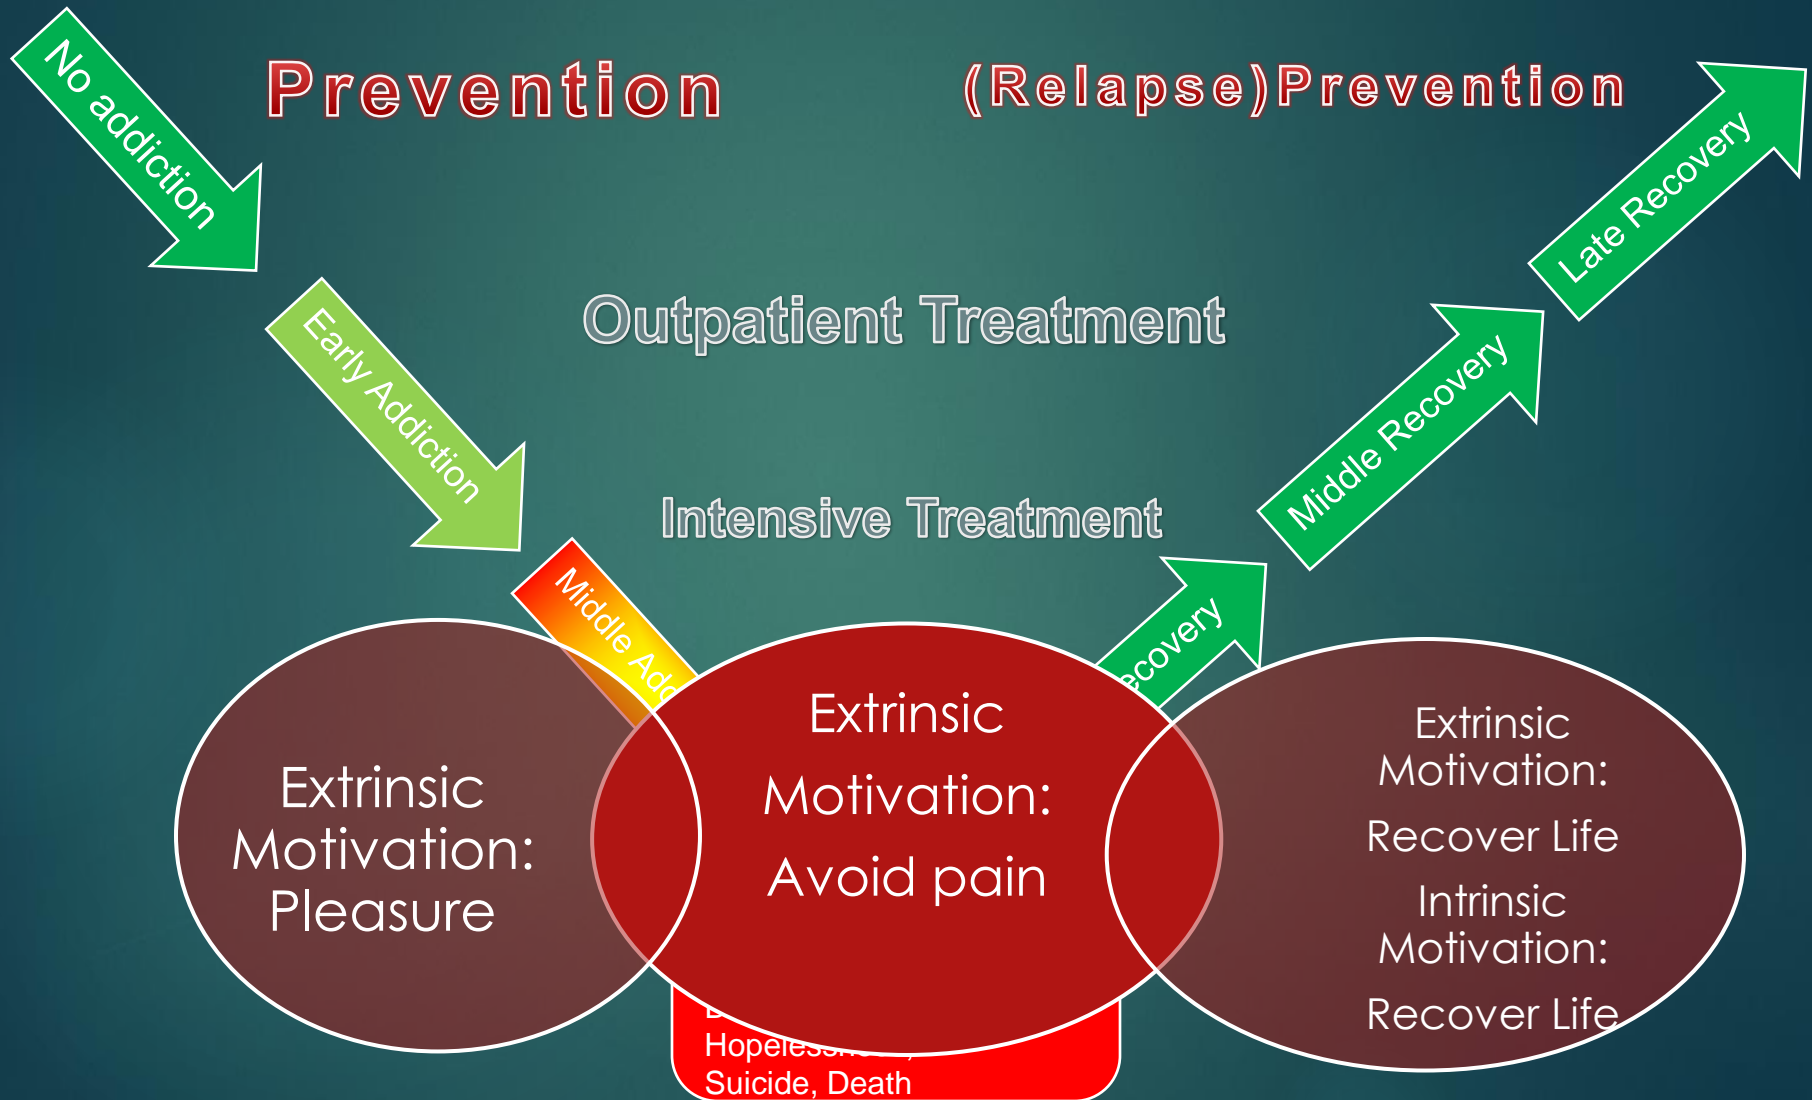 No addiction
Prevention
(Relapse)Prevention
Late Recovery
Early Addiction
Outpatient Treatment
Middle Recovery
Intensive Treatment
Middle
Extrinsic
Motivation:
Avoid pain
Extrinsic
Motivation:
Pleasure
Extrinsic
Motivation:
Recover Life
Intrinsic
Motivation:
Recover Life
Suicide, Death